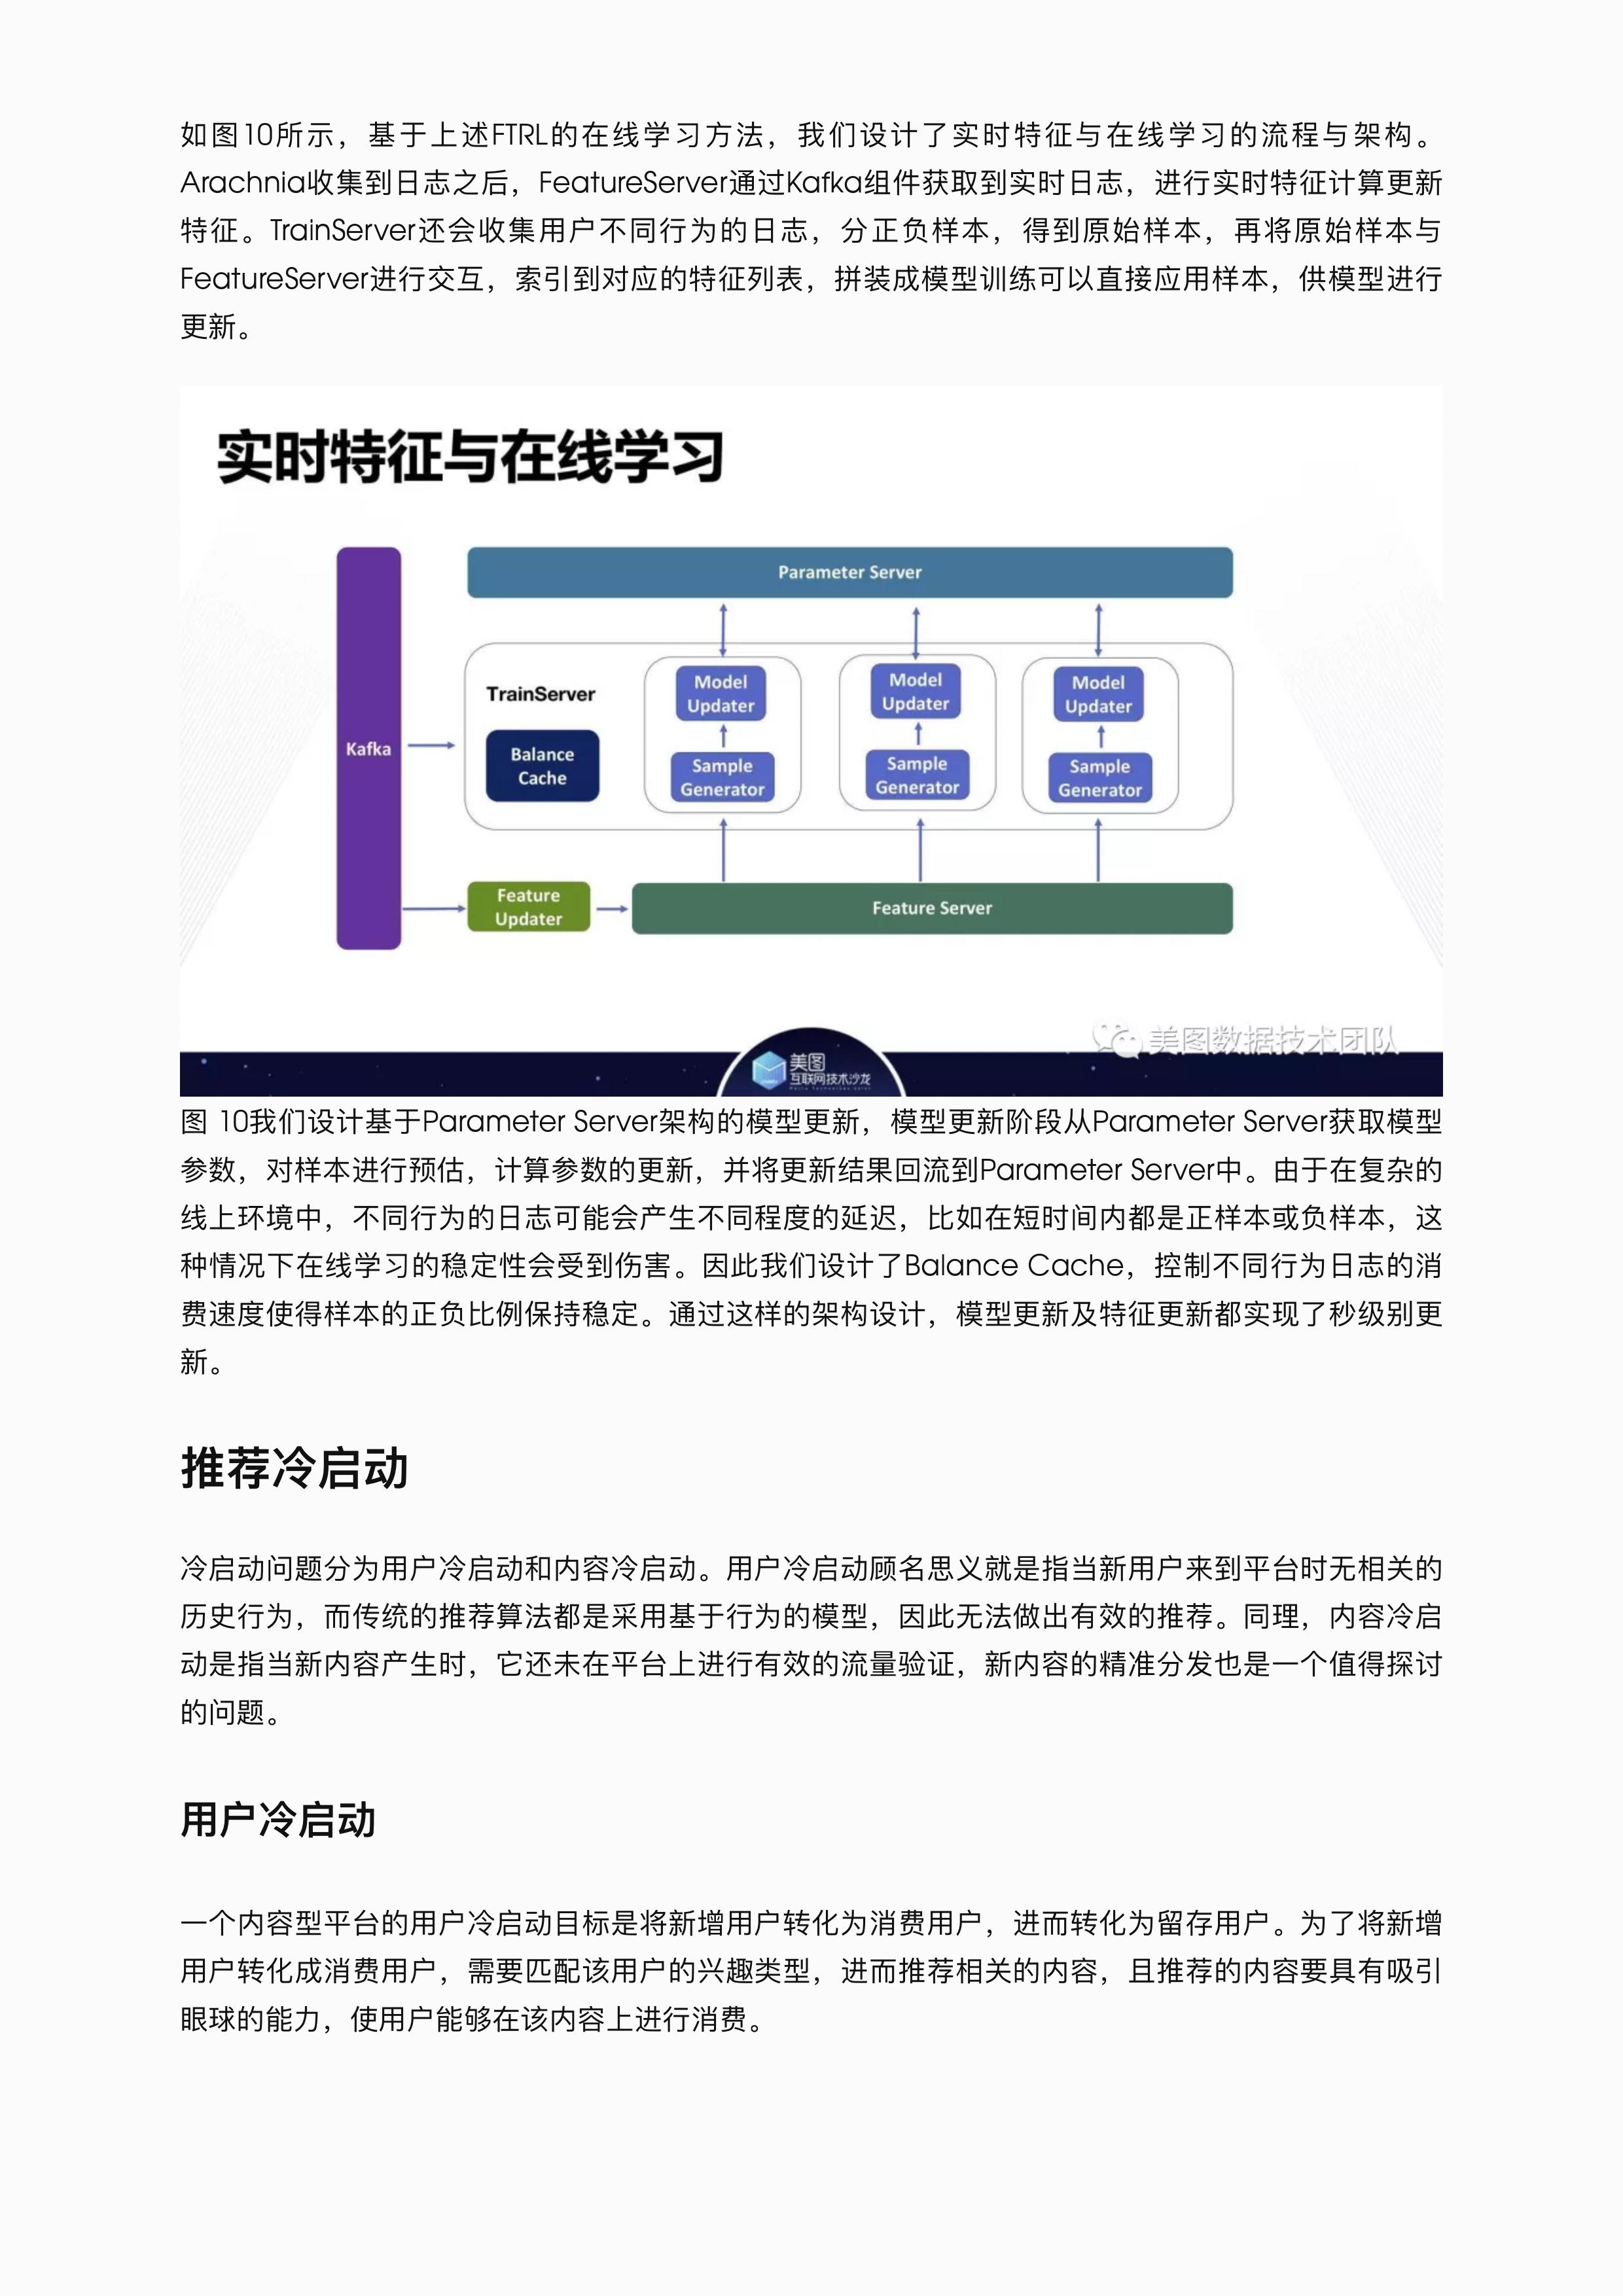 如图10所示，基于上述FTRL的在线学习方法，我们设计了实时特征与在线学习的流程与架构。
Arachnia收集到日志之后，FeatureServer通过Kafka组件获取到实时日志，进行实时特征计算更新
特征。TrainServer还会收集用户不同行为的日志，分正负样本，得到原始样本，再将原始样本与
FeatureServer进行交互，索引到对应的特征列表，拼装成模型训练可以直接应用样本，供模型进行
更新。
实时特征与在线学习
Parameter Server
Kafka
TrainServer
Balance
Cache
Model
Updater
Sample
Generator
Model
Updater
Sample
Generator
Model
Updater
Sample
Generator
Feature
Updater
Feature Server
美图数据技术团队
美图
互联网技术沙龙
图 10我们设计基于Parameter Server架构的模型更新，模型更新阶段从Parameter Server获取模型
参数，对样本进行预估，计算参数的更新，并将更新结果回流到Parameter Server中。由于在复杂的
线上环境中，不同行为的日志可能会产生不同程度的延迟，比如在短时间内都是正样本或负样本，这
种情况下在线学习的稳定性会受到伤害。因此我们设计了Balance Cache，控制不同行为日志的消
费速度使得样本的正负比例保持稳定。通过这样的架构设计，模型更新及特征更新都实现了秒级别更
新。
推荐冷启动
冷启动问题分为用户冷启动和内容冷启动。用户冷启动顾名思义就是指当新用户来到平台时无相关的
历史行为，而传统的推荐算法都是采用基于行为的模型，因此无法做出有效的推荐。同理，内容冷启
动是指当新内容产生时，它还未在平台上进行有效的流量验证，新内容的精准分发也是一个值得探讨
的问题。
用户冷启动
一个内容型平台的用户冷启动目标是将新增用户转化为消费用户，进而转化为留存用户。为了将新增
用户转化成消费用户，需要匹配该用户的兴趣类型，进而推荐相关的内容，且推荐的内容要具有吸引
眼球的能力，使用户能够在该内容上进行消费。